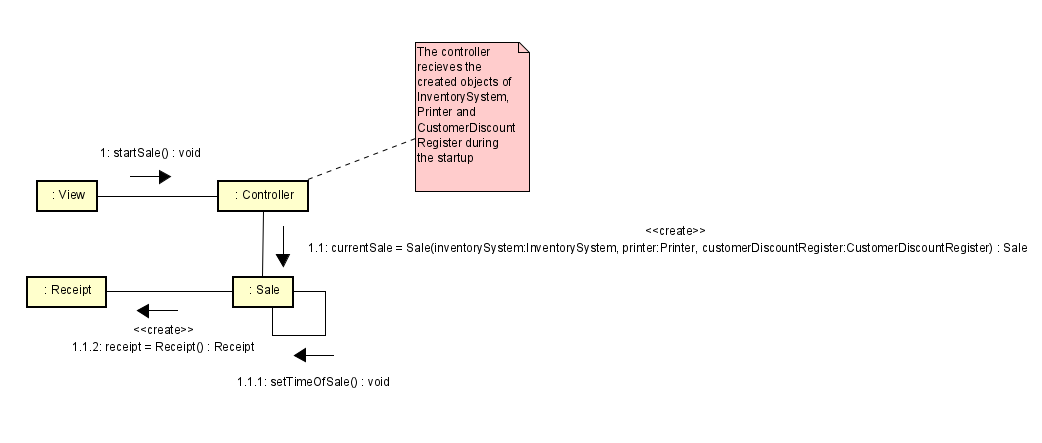 The controller
recieves the
created objects of
InventorySystem,
Printer and
CustomerDiscount
Register during
the startup
1: startSale() : void
: View
: Controller
<<create>>
1.1: currentSale = Sale(inventorySystem:InventorySystem, printer:Printer, customerDiscountRegister:CustomerDiscountRegister) : Sale
: Receipt
: Sale
<<create>>
1.1.2: receipt = Receipt() : Receipt
1.1.1: setTimeOfSale() : void